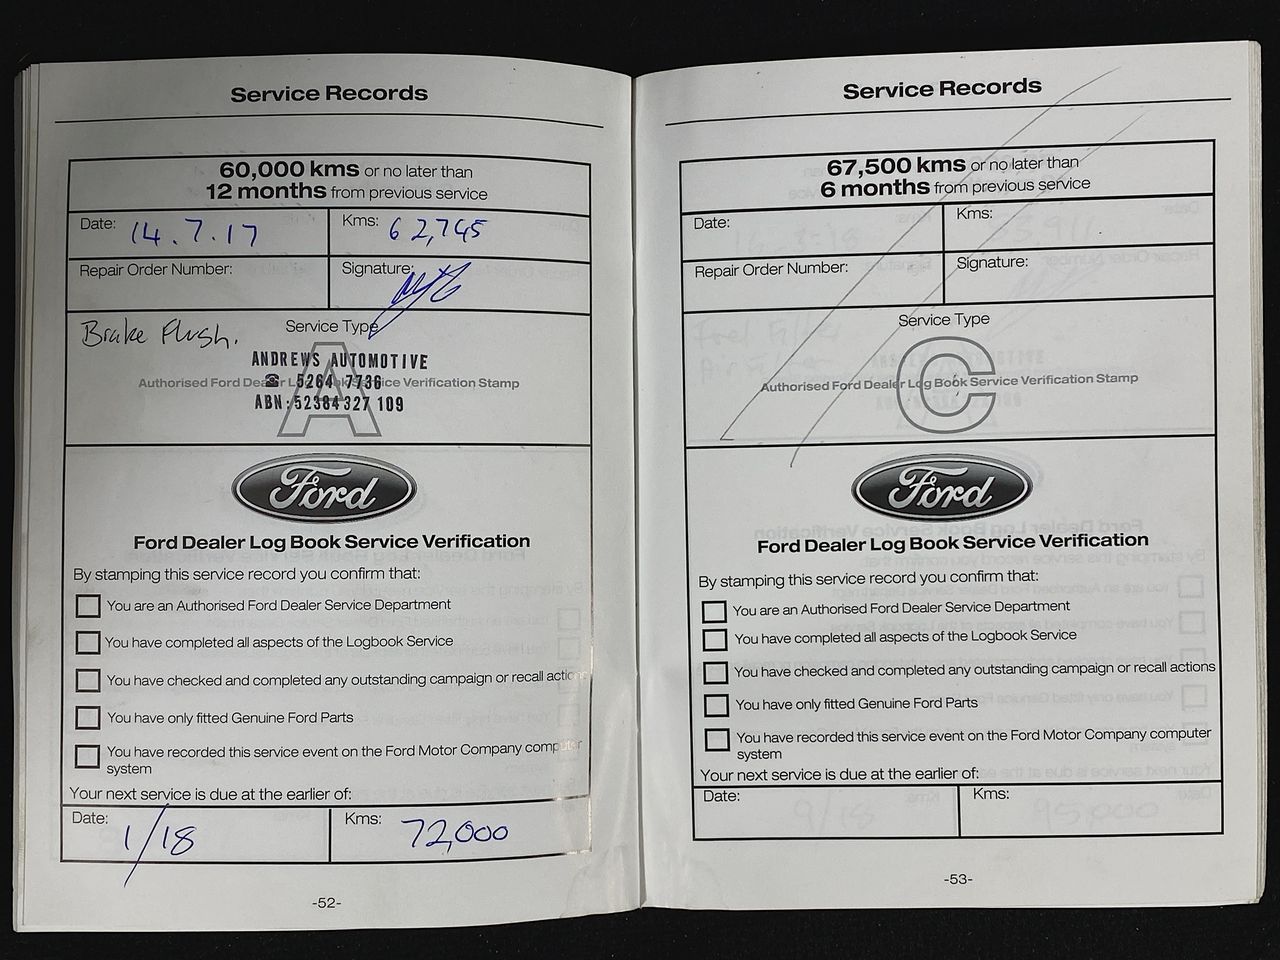 Service Records
60,000 kms or no later than
12 months from previous service
Date: 14.7.17
Kms: 62,745
Repair Order Number:
Signature:
Service Type
Brake Flush.
A
ANDREWS AUTOMOTIVE
Authorised Ford Dealer Log Book Service Verification Stamp
☎ 5264 7736
ABN: 52384327 109
Ford
Ford Dealer Log Book Service Verification
By stamping this service record you confirm that:
You are an Authorised Ford Dealer Service Department
You have completed all aspects of the Logbook Service
You have checked and completed any outstanding campaign or recall actions
You have only fitted Genuine Ford Parts
You have recorded this service event on the Ford Motor Company computer
system
Your next service is due at the earlier of:
Date: 1/18
Kms: 72,000
-52-
Service Records
67,500 kms or no later than
6 months from previous service
Date:
Kms:
Repair Order Number:
Signature:
Service Type
C
Authorised Ford Dealer Log Book Service Verification Stamp
Ford
Ford Dealer Log Book Service Verification
By stamping this service record you confirm that:
You are an Authorised Ford Dealer Service Department
You have completed all aspects of the Logbook Service
You have checked and completed any outstanding campaign or recall actions
You have only fitted Genuine Ford Parts
You have recorded this service event on the Ford Motor Company computer
system
Your next service is due at the earlier of:
Date:
Kms:
-53-